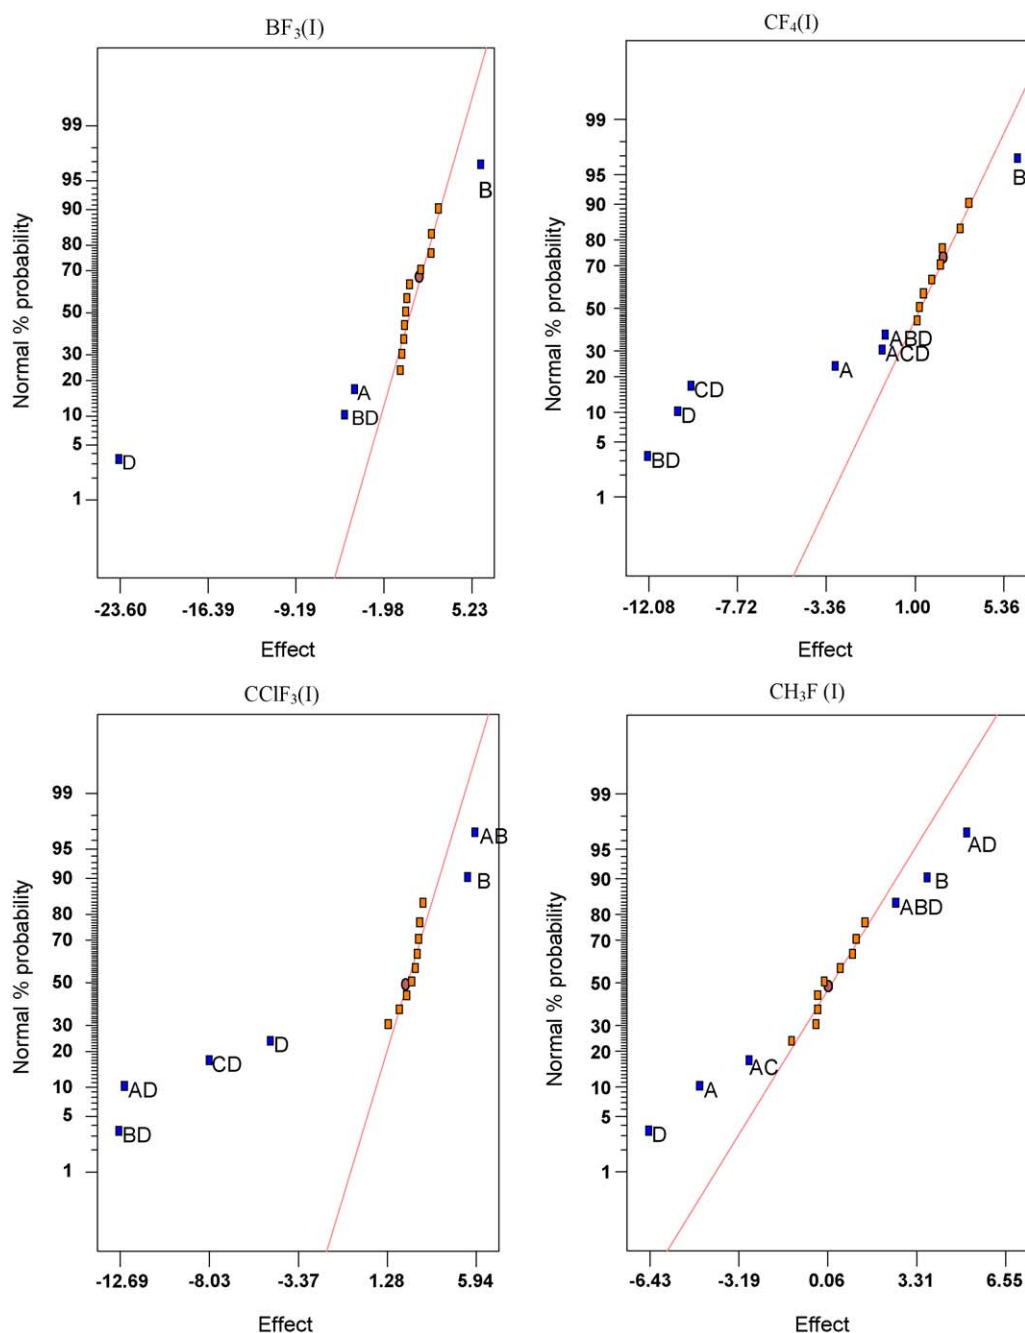 BF₃(I)
99
95
90
80
70
50
30
20
10
5
1
Normal % probability
B
A
BD
D
-23.60 -16.39 -9.19 -1.98 5.23
Effect
CF₄(I)
99
95
90
80
70
50
30
20
10
5
1
Normal % probability
B
ABD
ACD
A
CD
D
BD
-12.08 -7.72 -3.36 1.00 5.36
Effect
CClF₃(I)
99
95
90
80
70
50
30
20
10
5
1
Normal % probability
AB
B
D
CD
AD
BD
-12.69 -8.03 -3.37 1.28 5.94
Effect
CH₃F (I)
99
95
90
80
70
50
30
20
10
5
1
Normal % probability
AD
B
ABD
AC
A
D
-6.43 -3.19 0.06 3.31 6.55
Effect